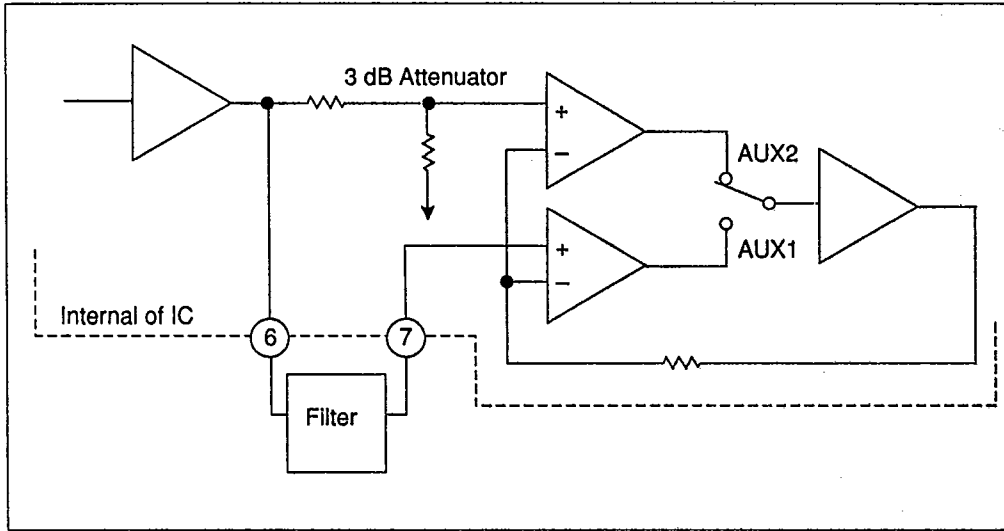 3 dB Attenuator
+
−
AUX2
+
−
AUX1
Internal of IC
6
7
Filter